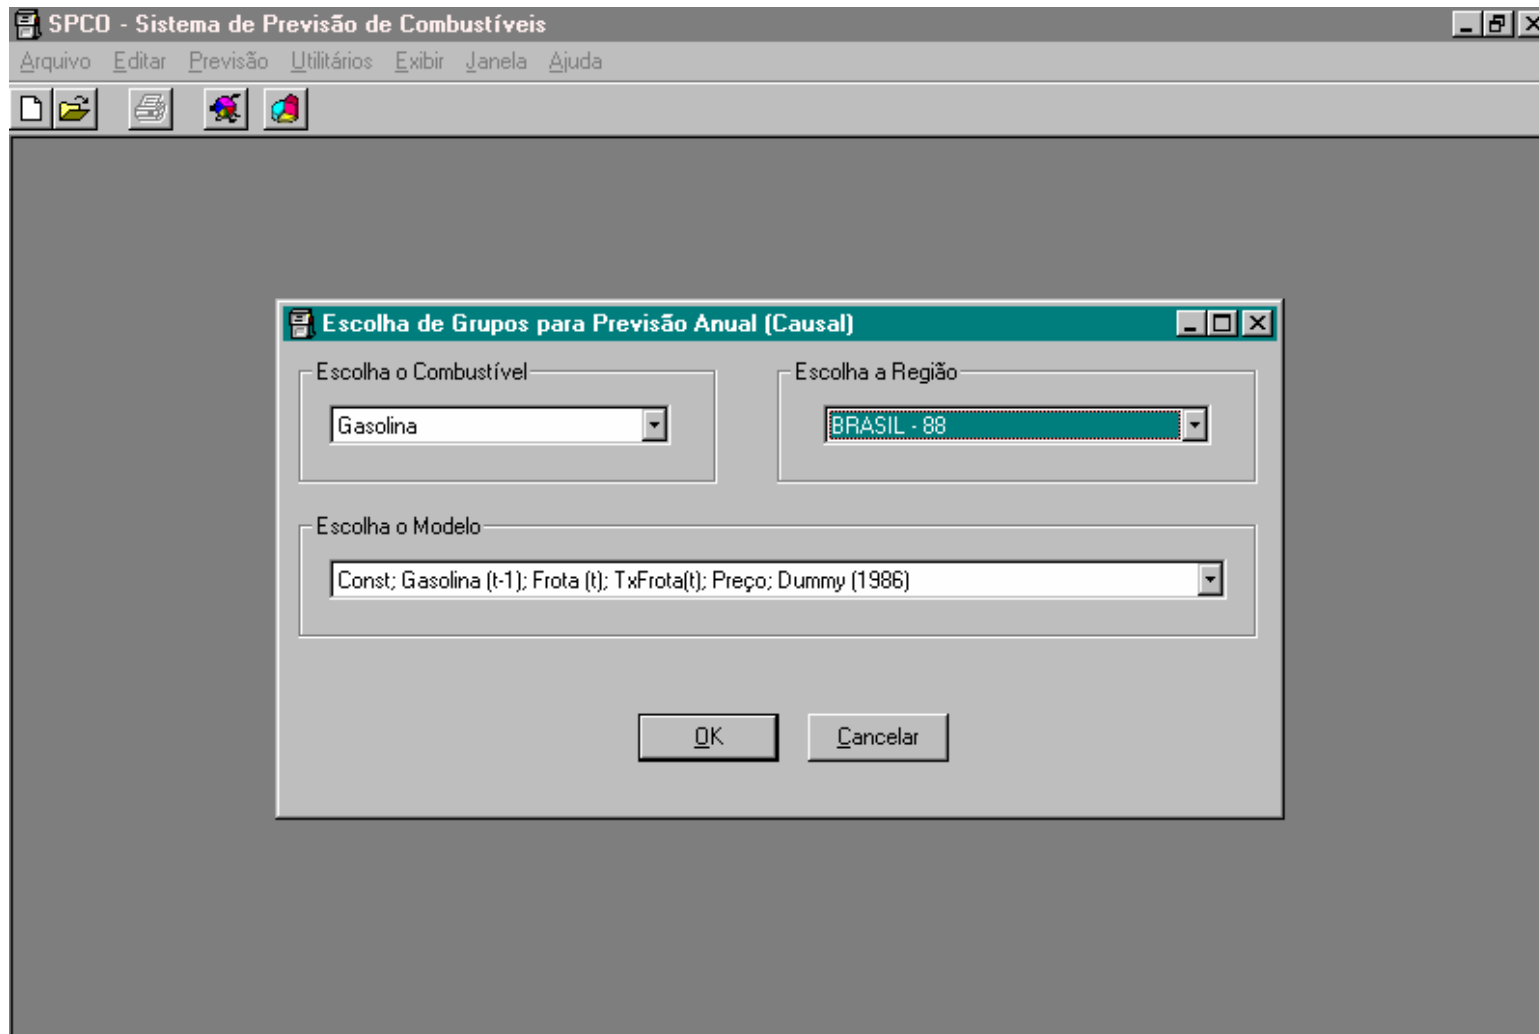 SPCO - Sistema de Previsão de Combustíveis
Arquivo Editar Previsão Utilitários Exibir Janela Ajuda
Escolha de Grupos para Previsão Anual (Causal)
Escolha o Combustível Escolha a Região
Gasolina BRASIL - 88
Escolha o Modelo
Const; Gasolina (t-1); Frota (t); TxFrota(t); Preço; Dummy (1986)
OK Cancelar